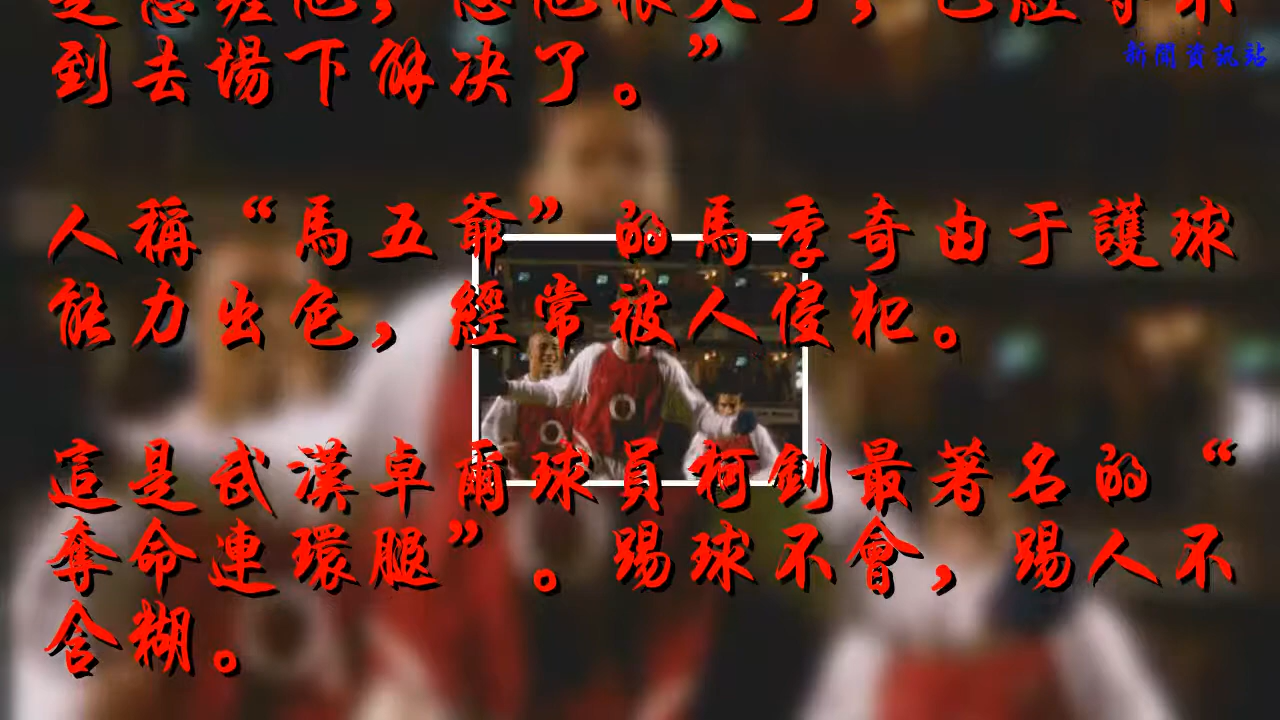 新聞資訊站
到去場下解决了。”
人稱“馬五爺”的馬季奇由于護球
能力出色，經常被人侵犯。
這是武漢卓爾球員柯釗最著名的“
奪命連環腿”。踢球不會，踢人不
含糊。